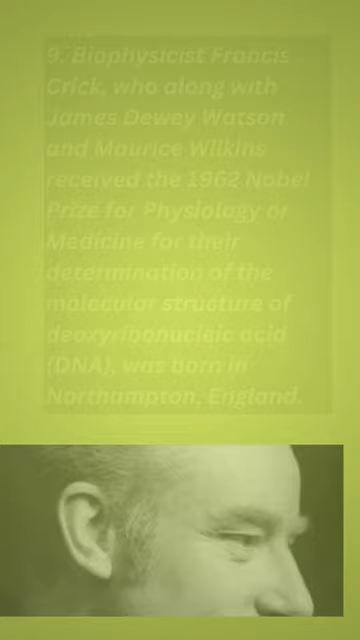 9. Biophysicist Francis
Crick, who along with
James Dewey Watson
and Maurice Wilkins
received the 1962 Nobel
Prize for Physiology or
Medicine for their
determination of the
molecular structure of
deoxyribonucleic acid
(DNA), was born in
Northampton, England.